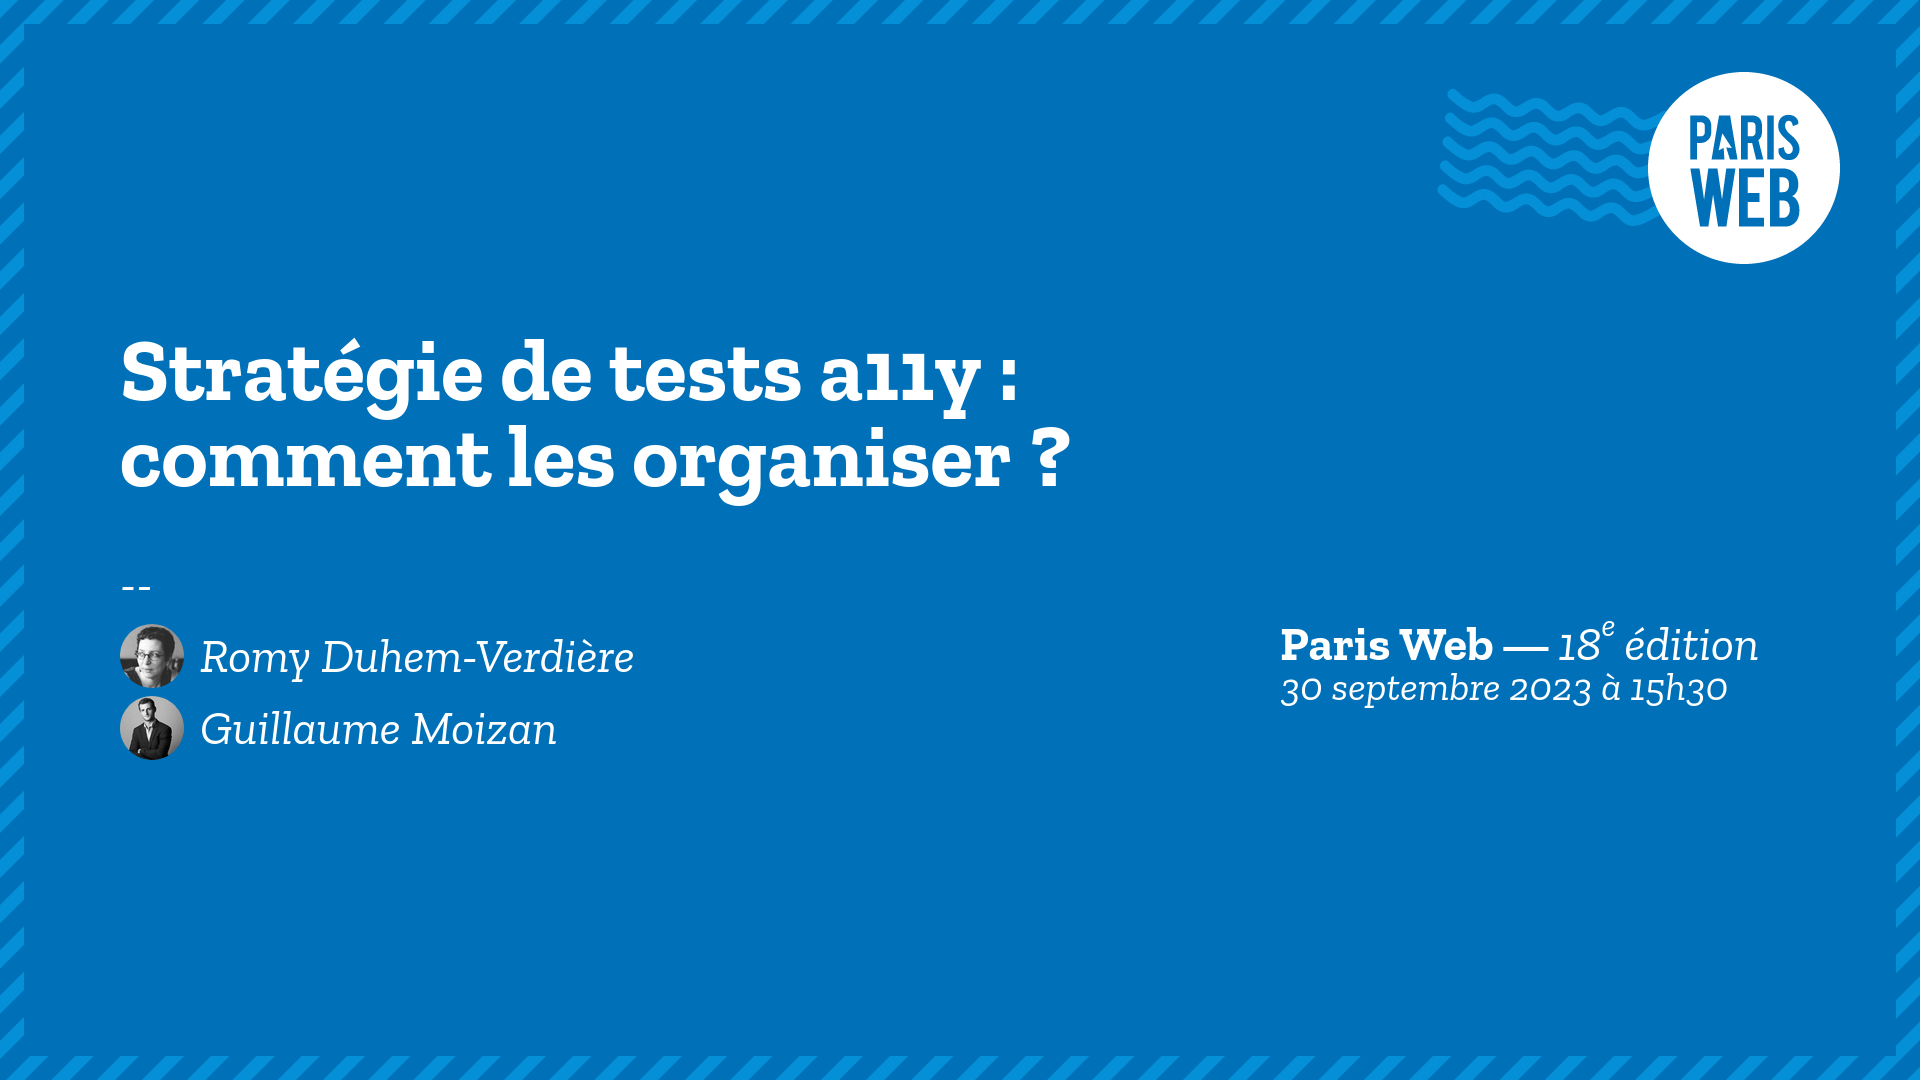 PARIS
WEB
Stratégie de tests a11y :
comment les organiser ?
--
Romy Duhem-Verdière
Guillaume Moizan
Paris Web — 18e édition
30 septembre 2023 à 15h30